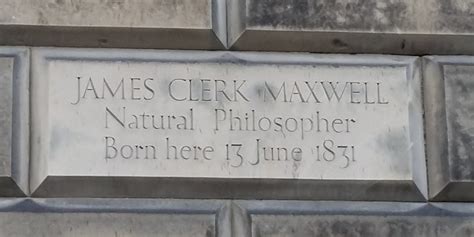 JAMES CLERK MAXWELL
Natural Philosopher
Born here 13 June 1831